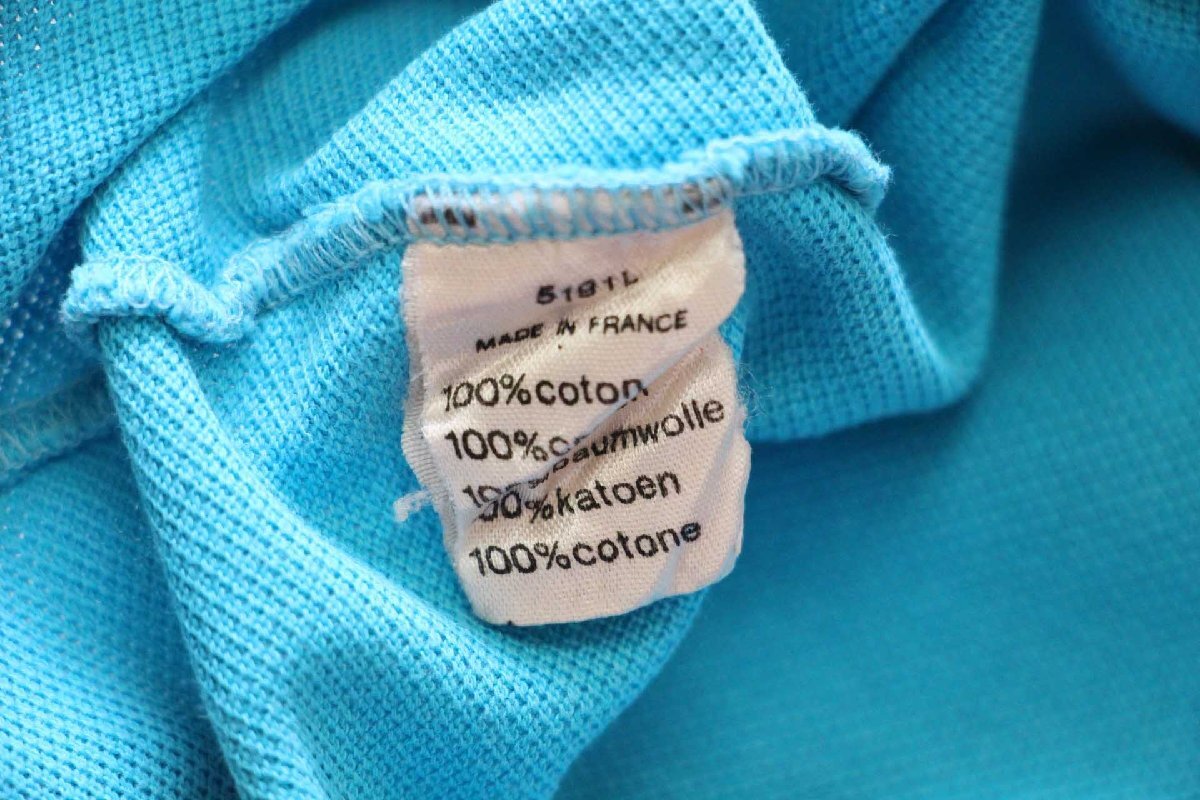 5191L
MADE IN FRANCE
100%coton
100%baumwolle
100%katoen
100%cotone